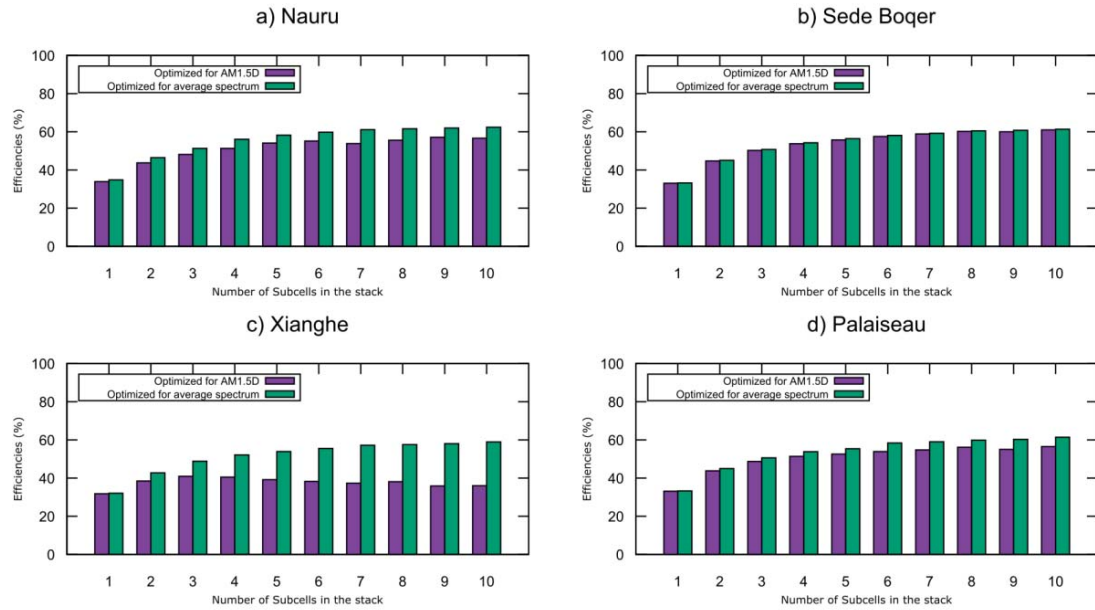 a) Nauru
100
80
60
40
20
0
Efficiencies (%)
Optimized for AM1.5D
Optimized for average spectrum
1 2 3 4 5 6 7 8 9 10
Number of Subcells in the stack
b) Sede Boqer
100
80
60
40
20
0
Efficiencies (%)
Optimized for AM1.5D
Optimized for average spectrum
1 2 3 4 5 6 7 8 9 10
Number of Subcells in the stack
c) Xianghe
100
80
60
40
20
0
Efficiencies (%)
Optimized for AM1.5D
Optimized for average spectrum
1 2 3 4 5 6 7 8 9 10
Number of Subcells in the stack
d) Palaiseau
100
80
60
40
20
0
Efficiencies (%)
Optimized for AM1.5D
Optimized for average spectrum
1 2 3 4 5 6 7 8 9 10
Number of Subcells in the stack